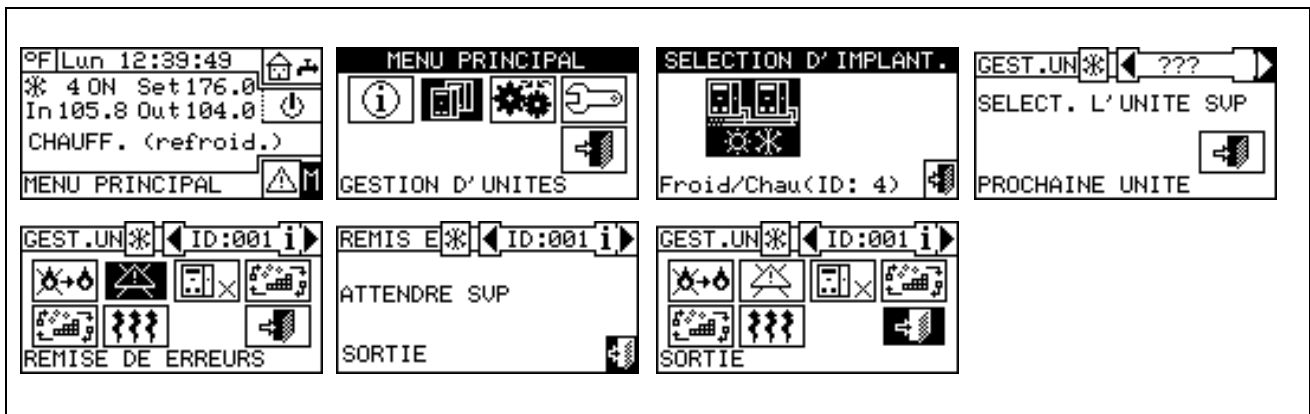 °F Lun 12:39:49
4 ON Set 176.0
In 105.8 Out 104.0
CHAUFF. (refroid.)
MENU PRINCIPAL M
MENU PRINCIPAL
i
GESTION D'UNITES
SELECTION D'IMPLANT.
Froid/Chau(ID: 4)
GEST.UN ???
SELECT. L'UNITE SVP
PROCHAINE UNITE
GEST.UN ID:001 i
REMISE DE ERREURS
REMIS E ID:001 i
ATTENDRE SVP
SORTIE
GEST.UN ID:001 i
SORTIE